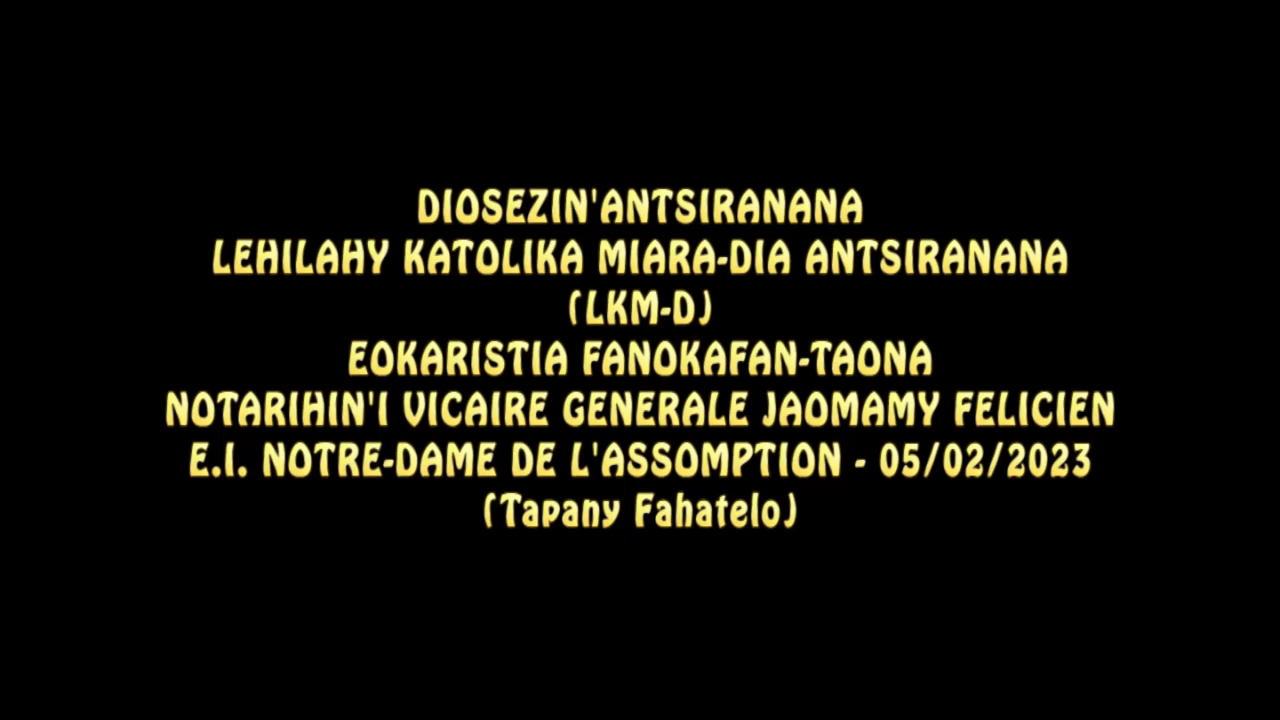 DIOSEZIN'ANTSIRANANA
LEHILAHY KATOLIKA MIARA-DIA ANTSIRANANA
(LKM-D)
EOKARISTIA FANOKAFAN-TAONA
NOTARIHIN'I VICAIRE GENERALE JAOMAMY FELICIEN
E.I. NOTRE-DAME DE L'ASSOMPTION - 05/02/2023
(Tapany Fahatelo)